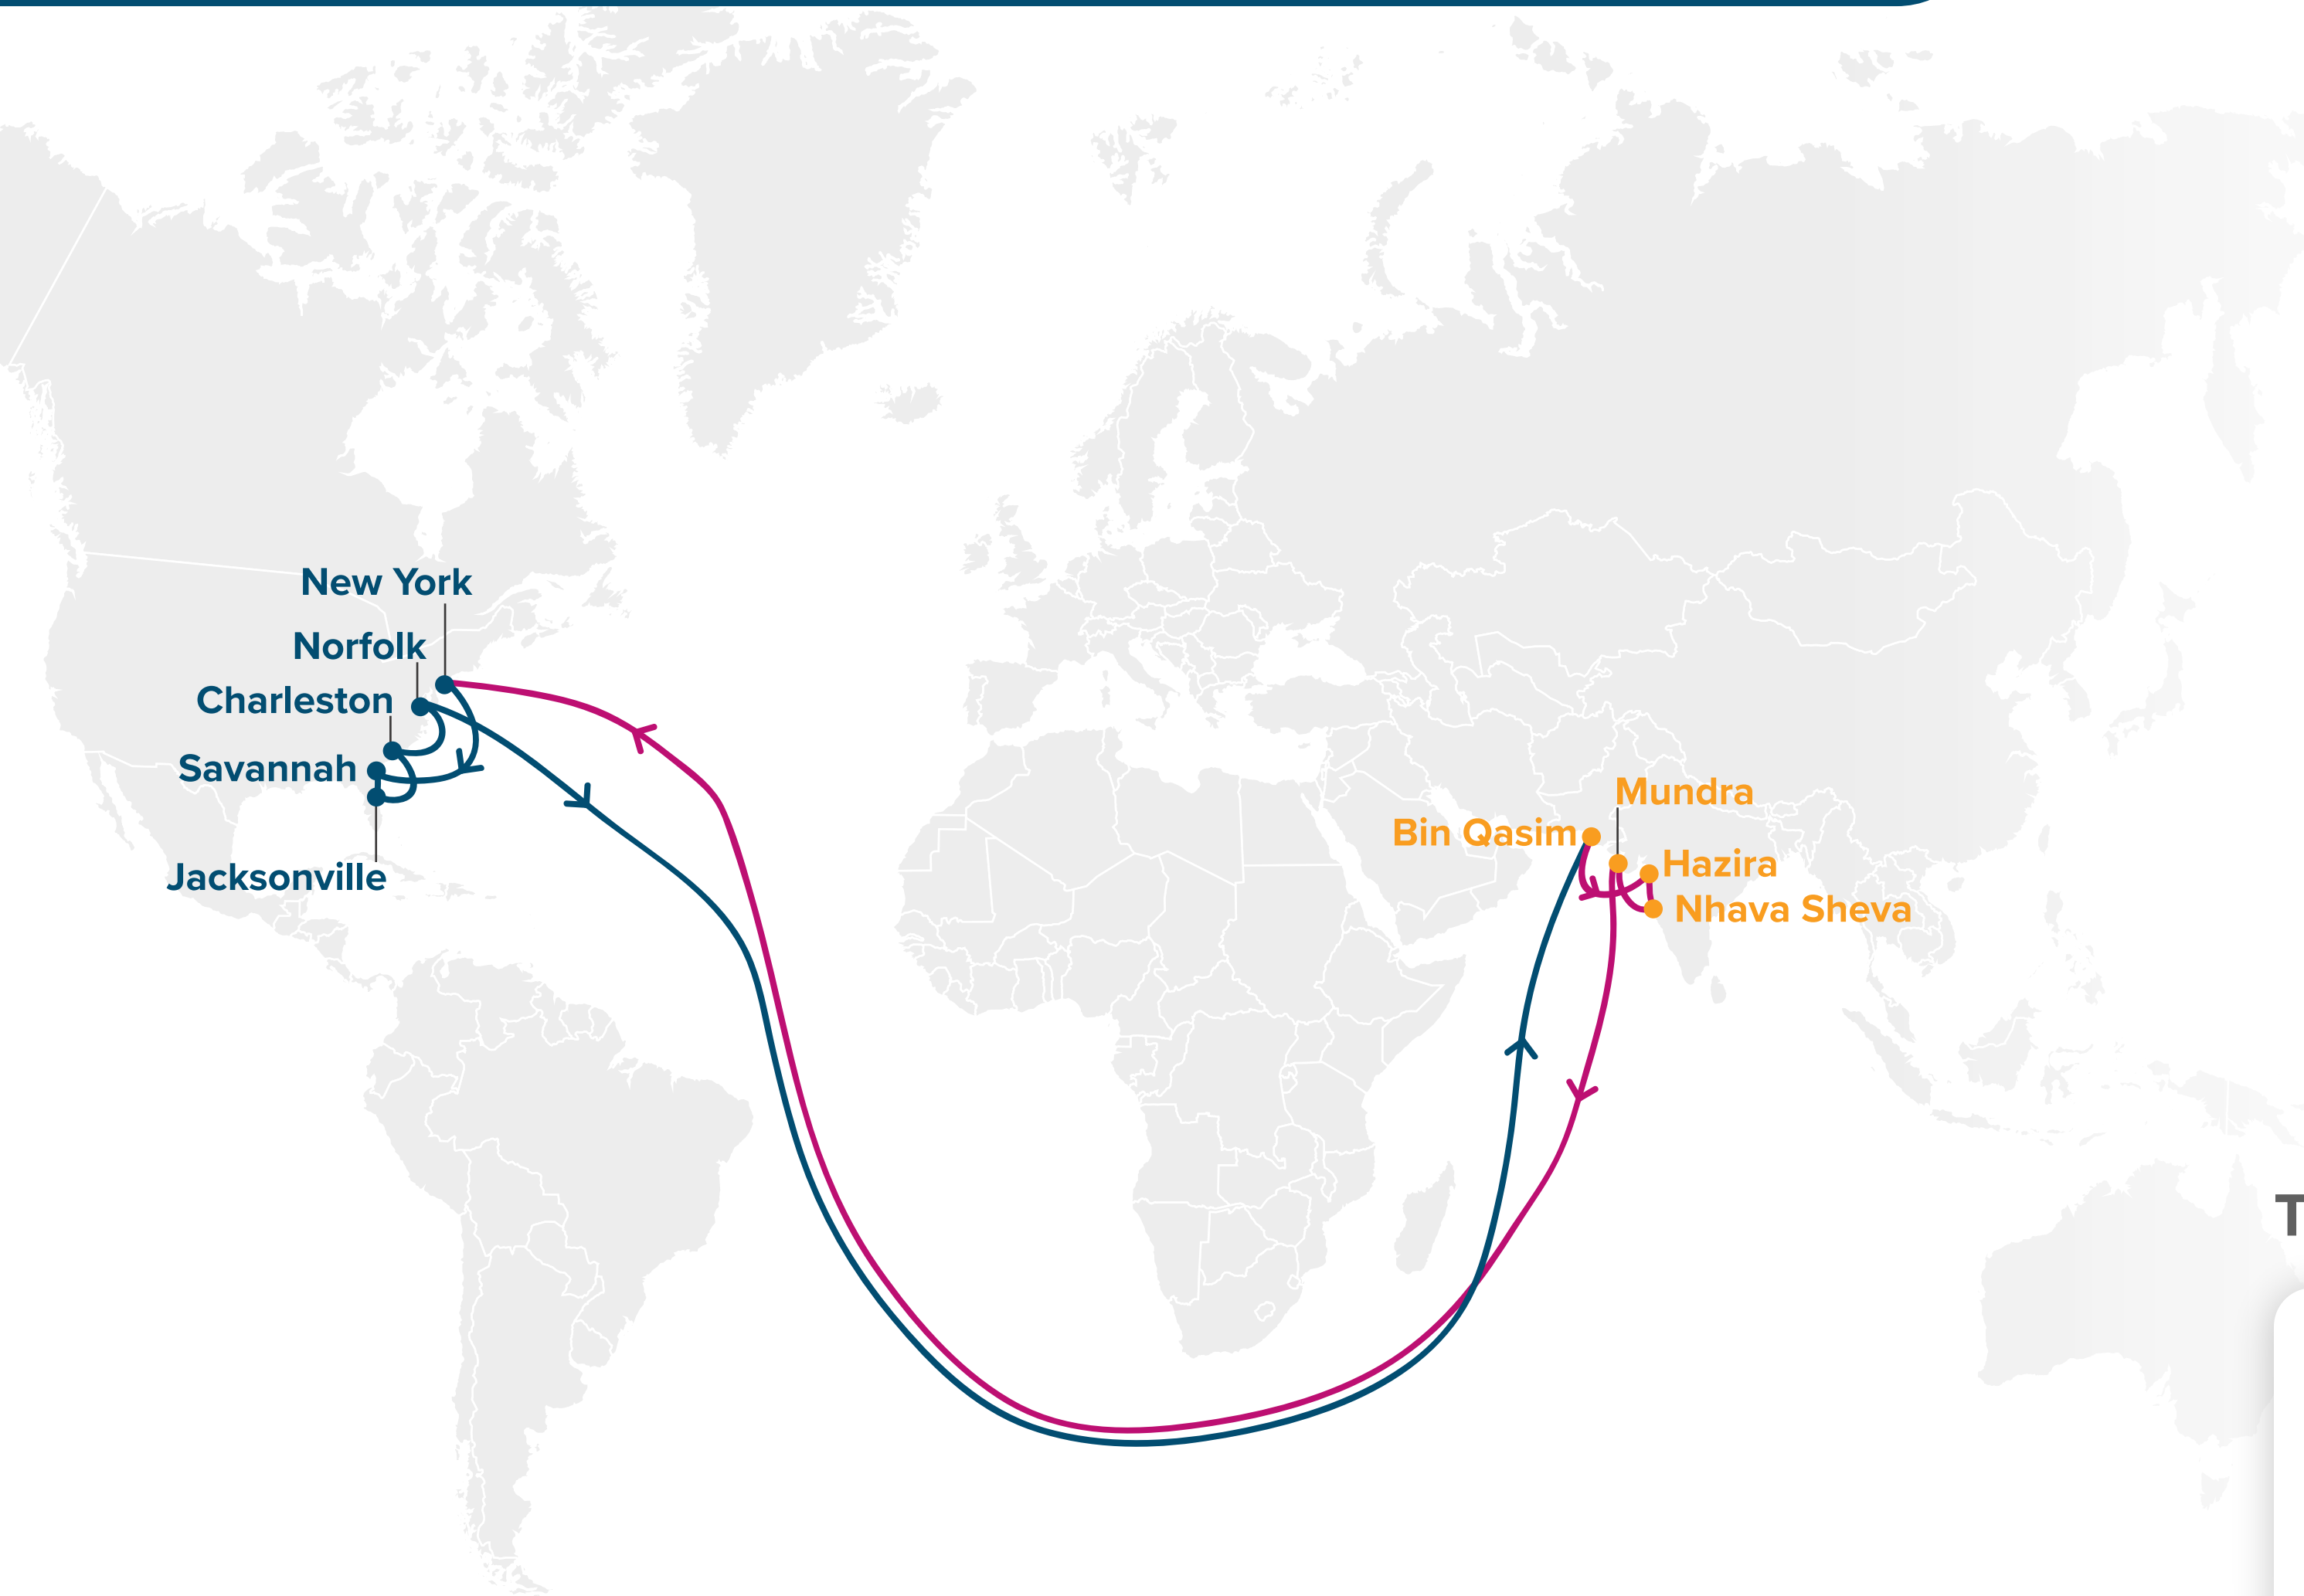 New York
Norfolk
Charleston
Savannah
Jacksonville
Mundra
Bin Qasim
Hazira
Nhava Sheva
T